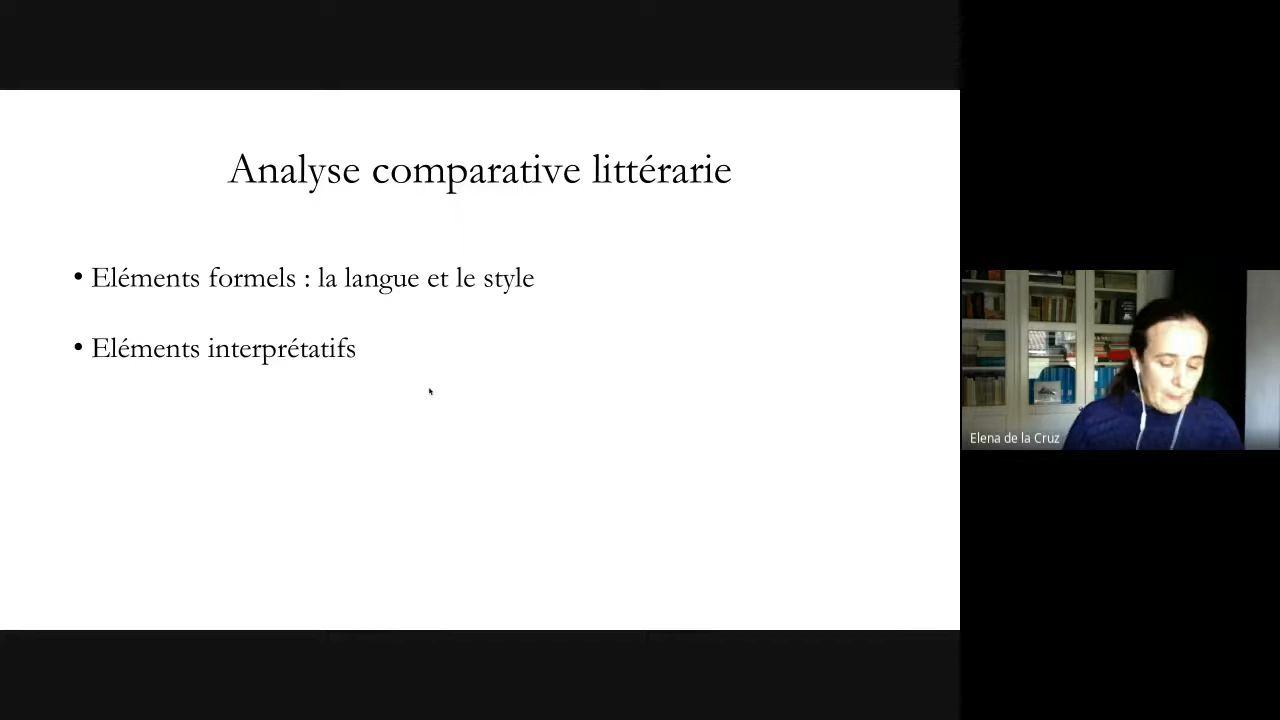 Analyse comparative littérarie
• Eléments formels : la langue et le style
• Eléments interprétatifs
Elena de la Cruz